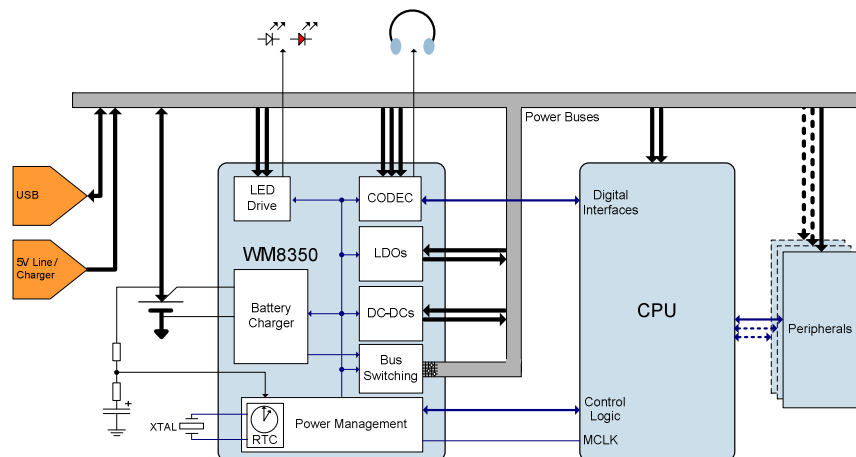 Power Buses
USB
5V Line /
Charger
LED
Drive
CODEC
Digital
Interfaces
WM8350
LDOs
Battery
Charger
DC-DCs
CPU
Peripherals
Bus
Switching
+
Control
Logic
XTAL
RTC
Power Management
MCLK